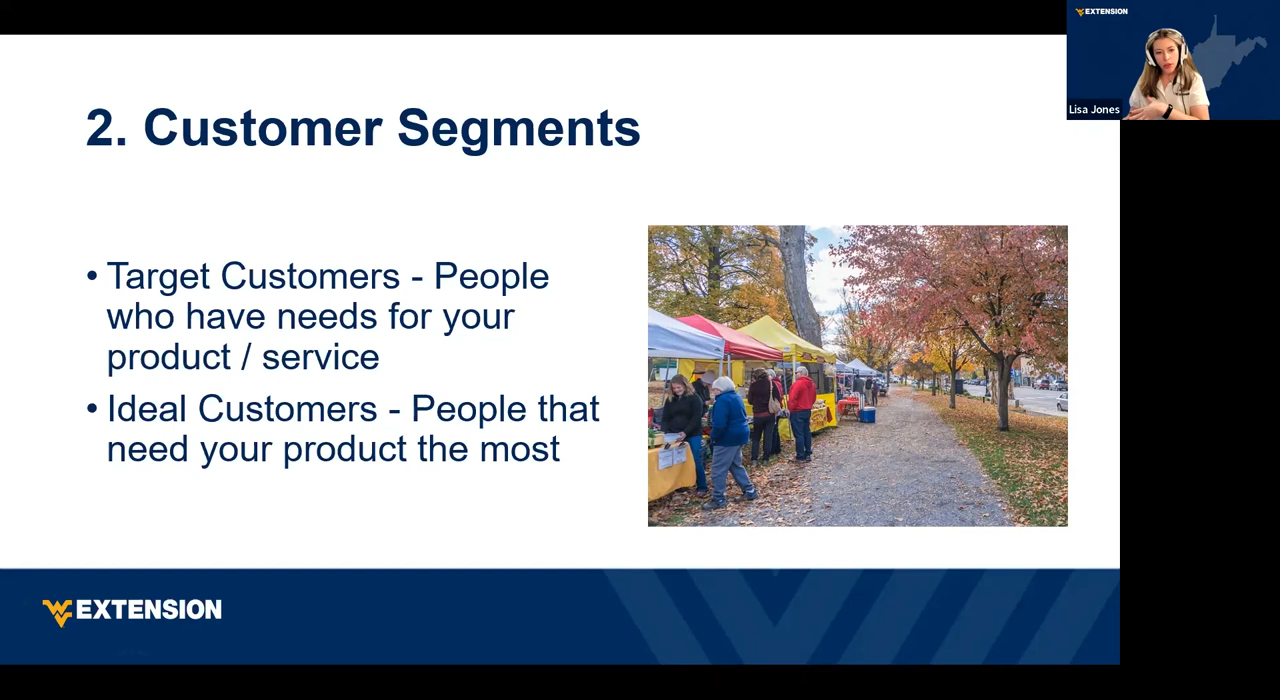 EXTENSION
Lisa Jones
2. Customer Segments
• Target Customers - People
who have needs for your
product / service
• Ideal Customers - People that
need your product the most
EXTENSION